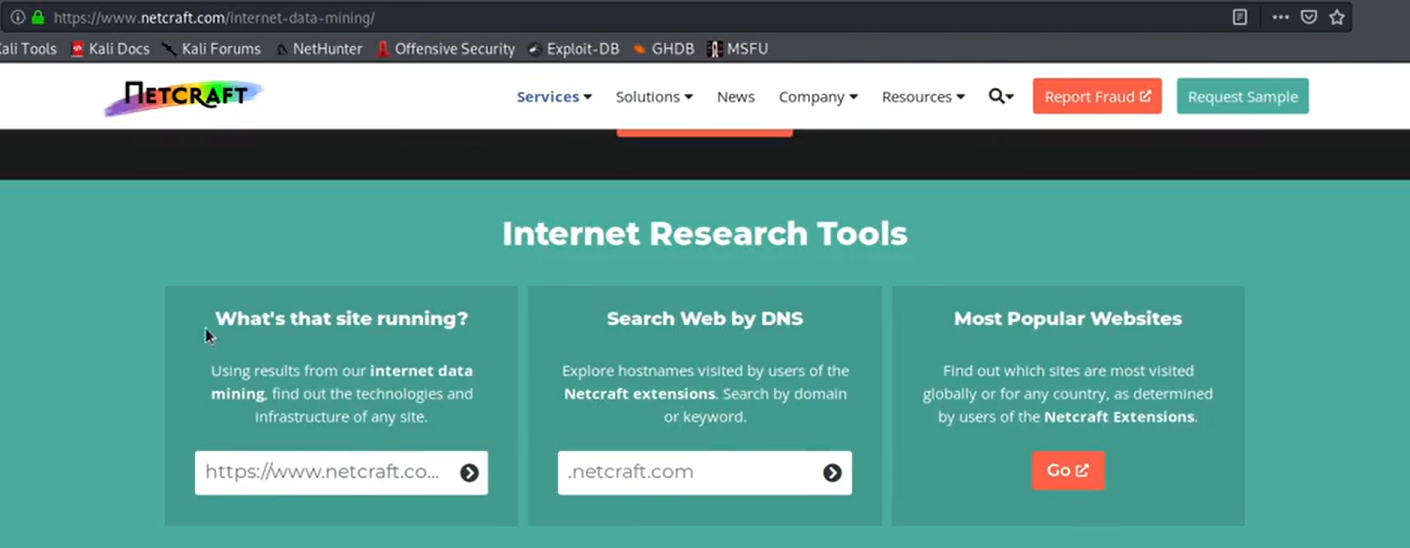 https://www.netcraft.com/internet-data-mining/
Kali Tools Kali Docs Kali Forums NetHunter Offensive Security Exploit-DB GHDB MSFU
NETCRAFT Services Solutions News Company Resources Report Fraud Request Sample
Internet Research Tools
What's that site running?
Using results from our internet data
mining, find out the technologies and
infrastructure of any site.
https://www.netcraft.co...
Search Web by DNS
Explore hostnames visited by users of the
Netcraft extensions. Search by domain
or keyword.
.netcraft.com
Most Popular Websites
Find out which sites are most visited
globally or for any country, as determined
by users of the Netcraft Extensions.
Go